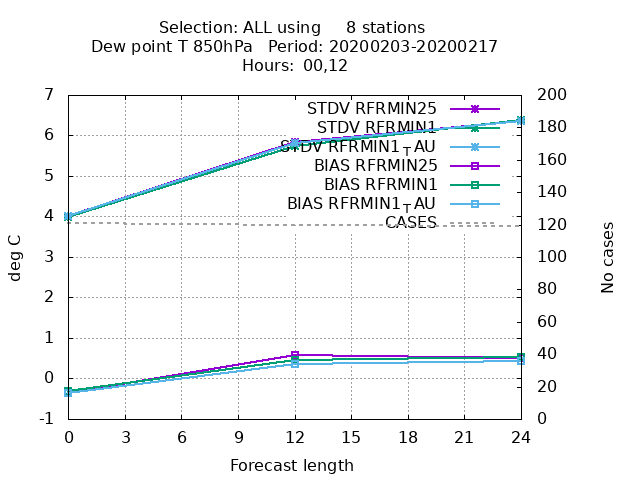 Selection: ALL using 8 stations
Dew point T 850hPa Period: 20200203-20200217
Hours: 00,12
7
6
5
4
3
2
1
0
-1
200
180
160
140
120
100
80
60
40
20
0
STDV RFRMIN25
STDV RFRMIN1
STDV RFRMIN1_AU
BIAS RFRMIN25
BIAS RFRMIN1
BIAS RFRMIN1_AU
CASES
deg C
No cases
0 3 6 9 12 15 18 21 24
Forecast length